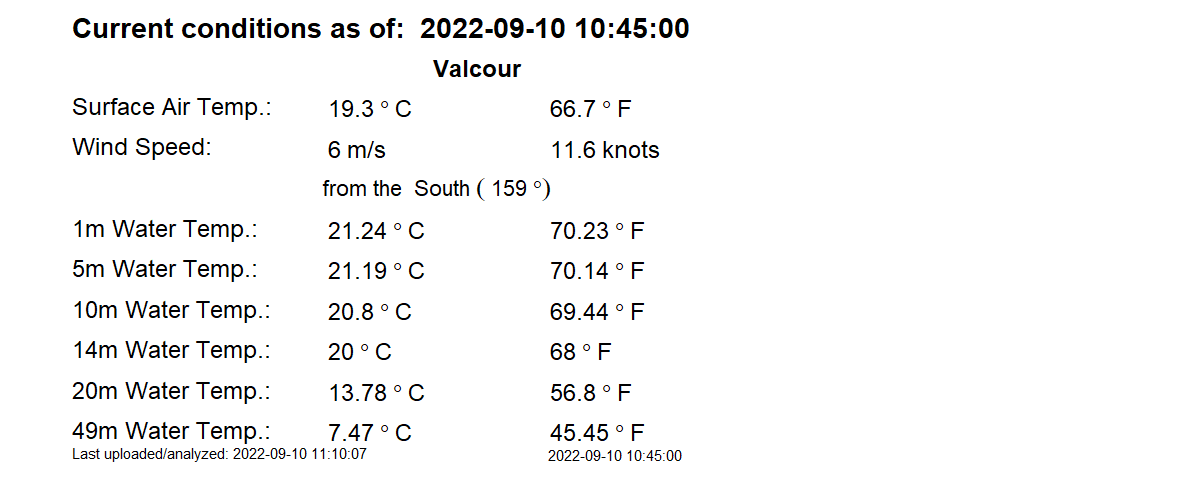 Current conditions as of:  2022-09-10 10:45:00
Valcour
Surface Air Temp.: 19.3 ° C 66.7 ° F
Wind Speed: 6 m/s 11.6 knots
from the  South ( 159 °)
1m Water Temp.: 21.24 ° C 70.23 ° F
5m Water Temp.: 21.19 ° C 70.14 ° F
10m Water Temp.: 20.8 ° C 69.44 ° F
14m Water Temp.: 20 ° C 68 ° F
20m Water Temp.: 13.78 ° C 56.8 ° F
49m Water Temp.: 7.47 ° C 45.45 ° F
Last uploaded/analyzed: 2022-09-10 11:10:07 2022-09-10 10:45:00